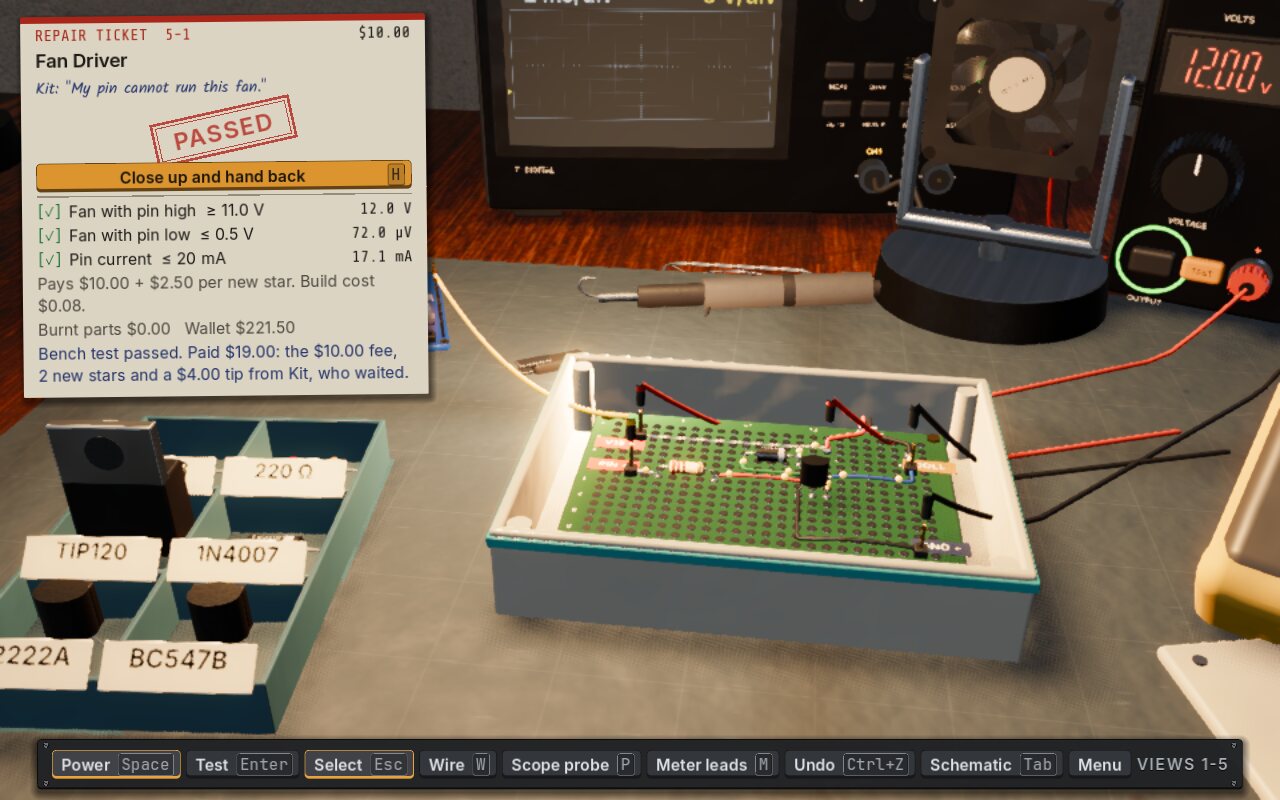 REPAIR TICKET 5-1 $10.00
Fan Driver
Kit: "My pin cannot run this fan."
PASSED
Close up and hand back H
[✓] Fan with pin high ≥ 11.0 V 12.0 V
[✓] Fan with pin low ≤ 0.5 V 72.0 µV
[✓] Pin current ≤ 20 mA 17.1 mA
Pays $10.00 + $2.50 per new star. Build cost
$0.08.
Burnt parts $0.00 Wallet $221.50
Bench test passed. Paid $19.00: the $10.00 fee,
2 new stars and a $4.00 tip from Kit, who waited.
VOLTS
12.00 V
CH1
VOLTAGE
TEST
+
OUTPUT
220 Ω
TIP120
1N4007
2222A
BC547B
Power Space
Test Enter
Select Esc
Wire W
Scope probe P
Meter leads M
Undo Ctrl+Z
Schematic Tab
Menu
VIEWS 1-5